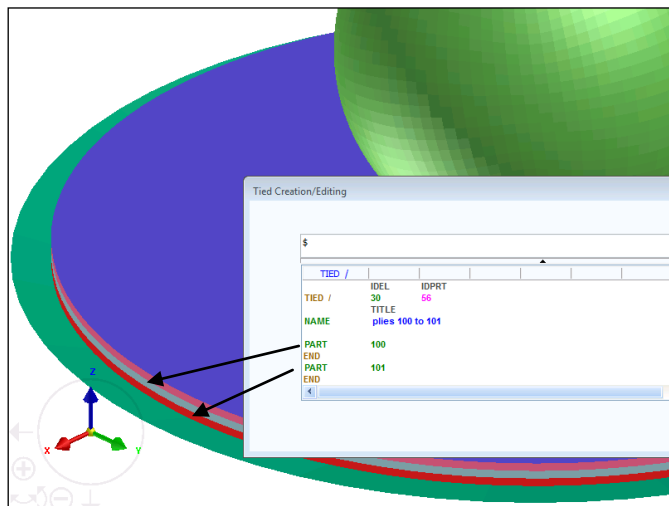 Tied Creation/Editing
$
TIED /
IDEL IDPRT
TIED / 30 56
TITLE
NAME plies 100 to 101
PART 100
END
PART 101
END
Z
X Y